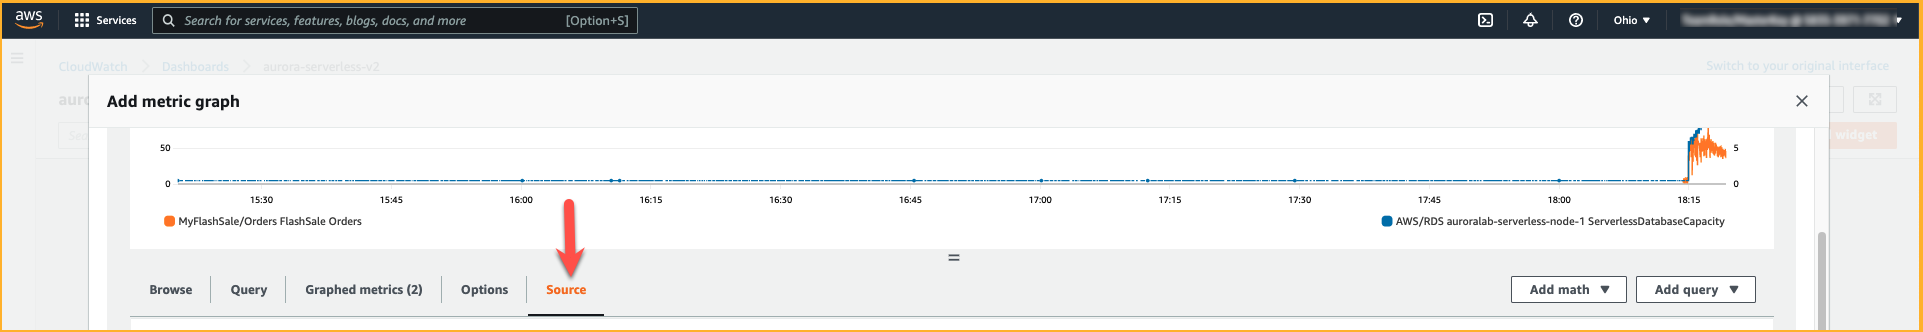 aws Services Search for services, features, blogs, docs, and more [Option+S] Ohio
CloudWatch Dashboards aurora-serverless-v2 Switch to your original interface
Add metric graph
widget
50 5
0 0
15:30 15:45 16:00 16:15 16:30 16:45 17:00 17:15 17:30 17:45 18:00 18:15
MyFlashSale/Orders FlashSale Orders AWS/RDS auroralab-serverless-node-1 ServerlessDatabaseCapacity
Browse Query Graphed metrics (2) Options Source Add math Add query